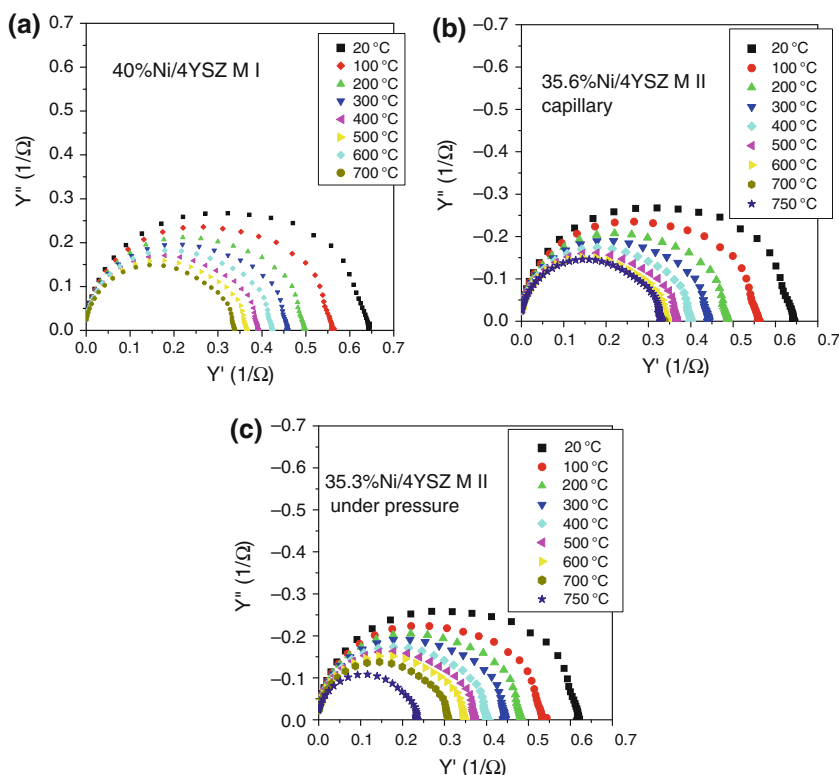 (a)
0.7
0.6
0.5
0.4
0.3
0.2
0.1
0.0
Y" (1/Ω)
40%Ni/4YSZ M I
20 °C
100 °C
200 °C
300 °C
400 °C
500 °C
600 °C
700 °C
0.0 0.1 0.2 0.3 0.4 0.5 0.6 0.7
Y' (1/Ω)
(b)
−0.7
−0.6
−0.5
−0.4
−0.3
−0.2
−0.1
0.0
Y" (1/Ω)
35.6%Ni/4YSZ M II
capillary
20 °C
100 °C
200 °C
300 °C
400 °C
500 °C
600 °C
700 °C
750 °C
0.0 0.1 0.2 0.3 0.4 0.5 0.6 0.7
Y' (1/Ω)
(c)
−0.7
−0.6
−0.5
−0.4
−0.3
−0.2
−0.1
0.0
Y" (1/Ω)
35.3%Ni/4YSZ M II
under pressure
20 °C
100 °C
200 °C
300 °C
400 °C
500 °C
600 °C
700 °C
750 °C
0.0 0.1 0.2 0.3 0.4 0.5 0.6 0.7
Y' (1/Ω)